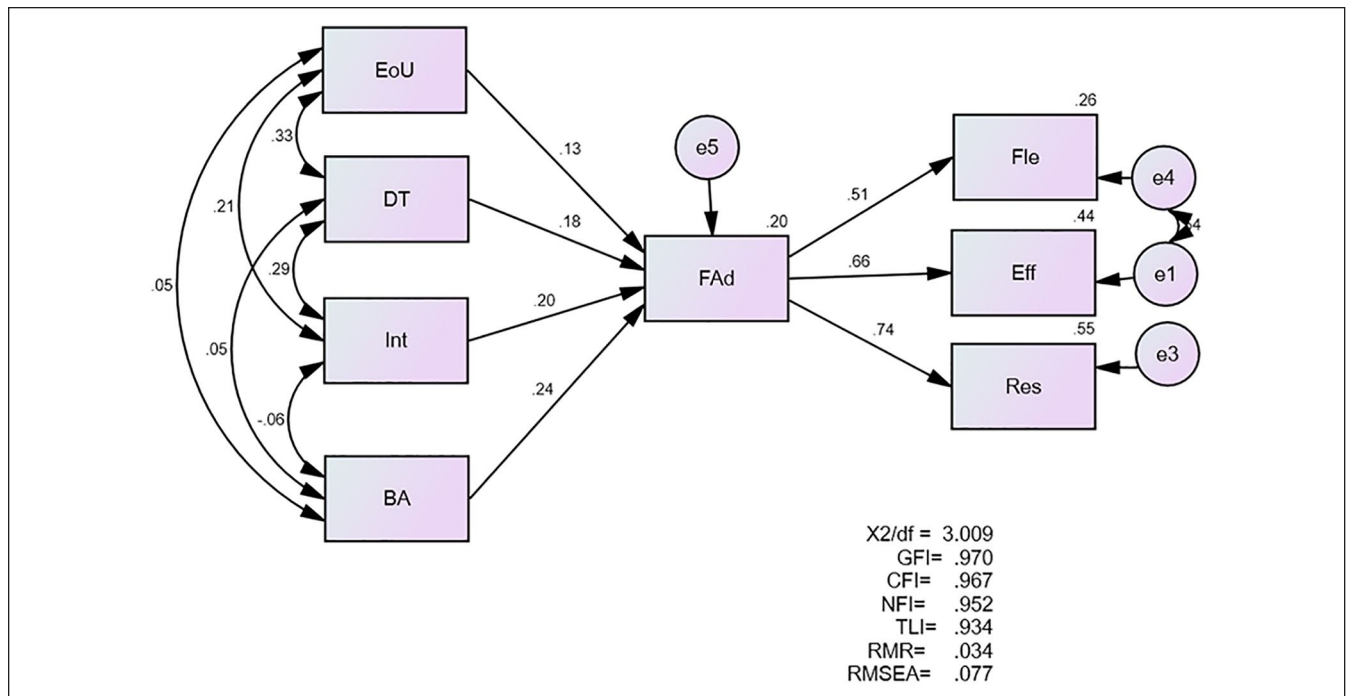 EoU
.33
.13
.26
Fle
e5
e4
DT
.21
.18
.51
.20
.44
.29
FAd
.66
Eff
e1
.05
.20
.55
Int
.05
.74
e3
Res
.24
-.06
BA
X2/df = 3.009
GFI= .970
CFI= .967
NFI= .952
TLI= .934
RMR= .034
RMSEA= .077